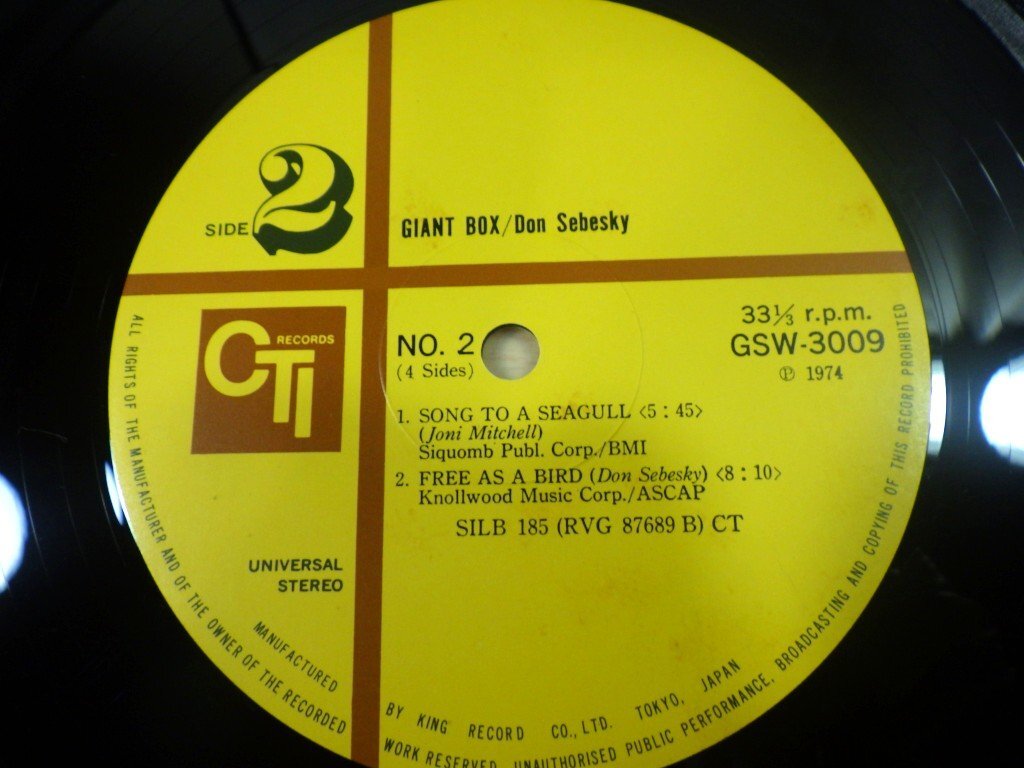 SIDE 2
GIANT BOX/Don Sebesky
CTI RECORDS
NO. 2
(4 Sides)
33⅓ r.p.m.
GSW-3009
Ⓟ 1974
1. SONG TO A SEAGULL <5:45>
(Joni Mitchell)
Siquomb Publ. Corp./BMI
2. FREE AS A BIRD (Don Sebesky) <8:10>
Knollwood Music Corp./ASCAP
SILB 185 (RVG 87689 B) CT
UNIVERSAL
STEREO
MANUFACTURED BY KING RECORD CO., LTD. TOKYO, JAPAN
ALL RIGHTS OF THE MANUFACTURER AND OF THE OWNER OF THE RECORDED WORK RESERVED UNAUTHORISED PUBLIC PERFORMANCE, BROADCASTING AND COPYING OF THIS RECORD PROHIBITED